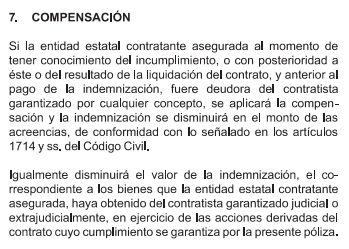 7. COMPENSACIÓN
Si la entidad estatal contratante asegurada al momento de
tener conocimiento del incumplimiento, o con posterioridad a
éste o del resultado de la liquidación del contrato, y anterior al
pago de la indemnización, fuere deudora del contratista
garantizado por cualquier concepto, se aplicará la compen-
sación y la indemnización se disminuirá en el monto de las
acreencias, de conformidad con lo señalado en los artículos
1714 y ss. del Código Civil.
Igualmente disminuirá el valor de la indemnización, el co-
rrespondiente a los bienes que la entidad estatal contratante
asegurada, haya obtenido del contratista garantizado judicial o
extrajudicialmente, en ejercicio de las acciones derivadas del
contrato cuyo cumplimiento se garantiza por la presente póliza.